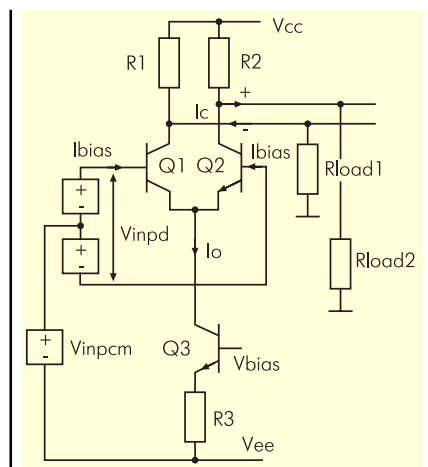 Vcc
R1 R2
+
Ic
-
Ibias Q1 Q2 Ibias
Rload1
+
-
Vinpd
+
-
Io
Rload2
+
-
Vinpcm
Q3
Vbias
R3
Vee